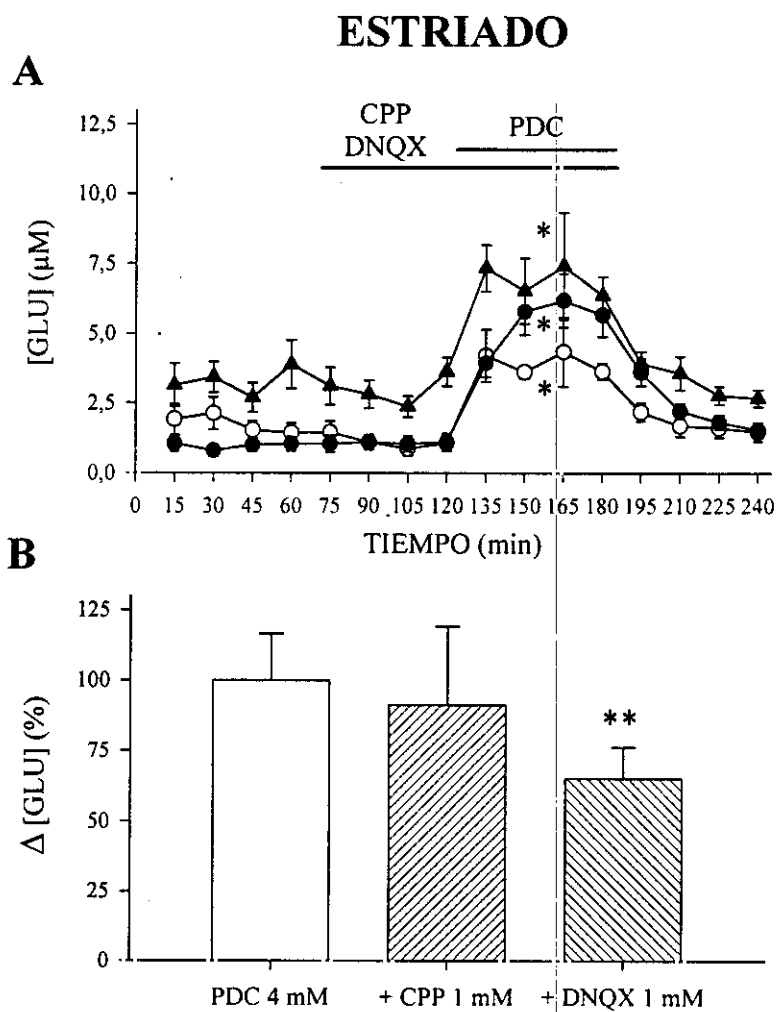 ESTRIADO
A
CPP
DNQX
PDC
12,5
10,0
7,5
5,0
2,5
0,0
[GLU] (µM)
*
*
*
0 15 30 45 60 75 90 105 120 135 150 165 180 195 210 225 240
TIEMPO (min)
B
125
100
75
50
25
0
Δ [GLU] (%)
**
PDC 4 mM + CPP 1 mM + DNQX 1 mM